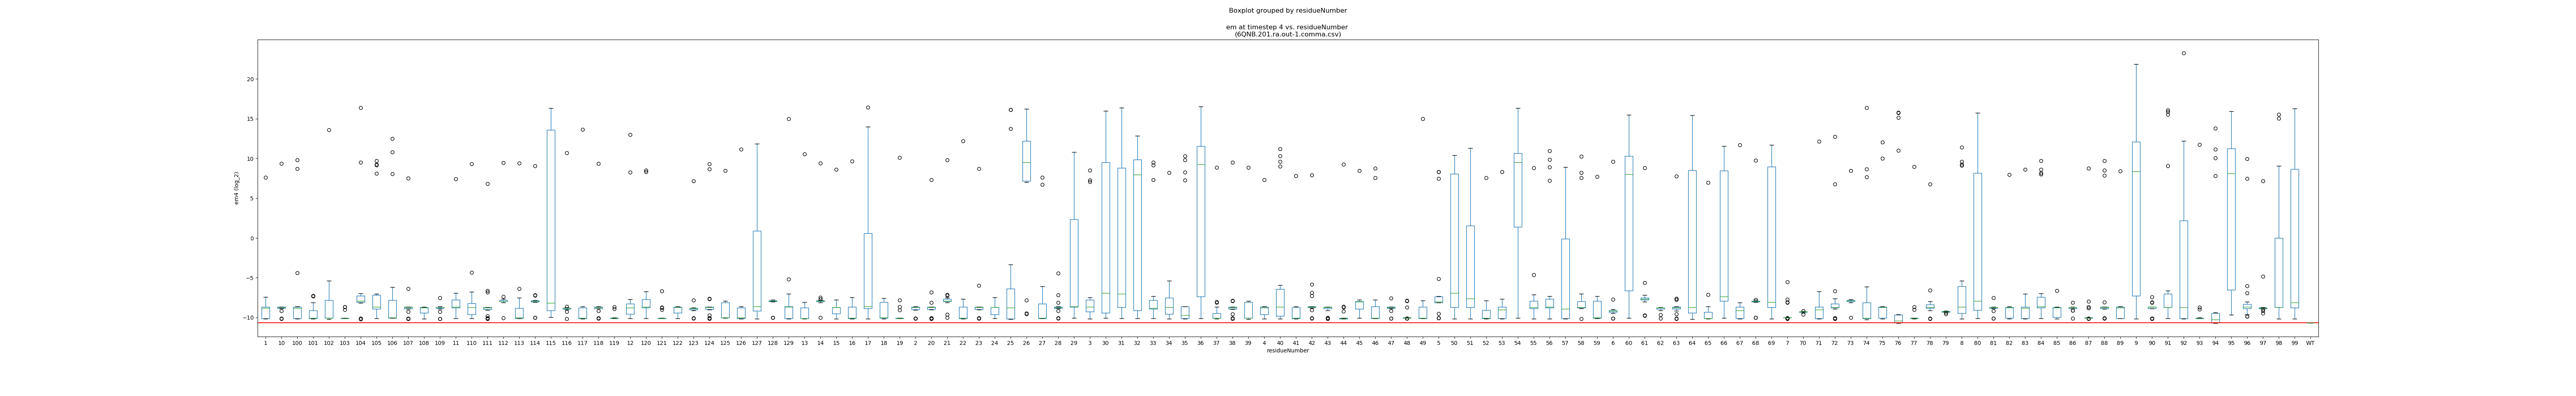 Boxplot grouped by residueNumber
em at timestep 4 vs. residueNumber
(6QNB.201.ra.out-1.comma.csv)
em4 (log_2)
20
15
10
5
0
−5
−10
1 10 100 101 102 103 104 105 106 107 108 109 11 110 111 112 113 114 115 116 117 118 119 12 120 121 122 123 124 125 126 127 128 129 13 14 15 16 17 18 19 2 20 21 22 23 24 25 26 27 28 29 3 30 31 32 33 34 35 36 37 38 39 4 40 41 42 43 44 45 46 47 48 49 5 50 51 52 53 54 55 56 57 58 59 6 60 61 62 63 64 65 66 67 68 69 7 70 71 72 73 74 75 76 77 78 79 8 80 81 82 83 84 85 86 87 88 89 9 90 91 92 93 94 95 96 97 98 99 WT
residueNumber